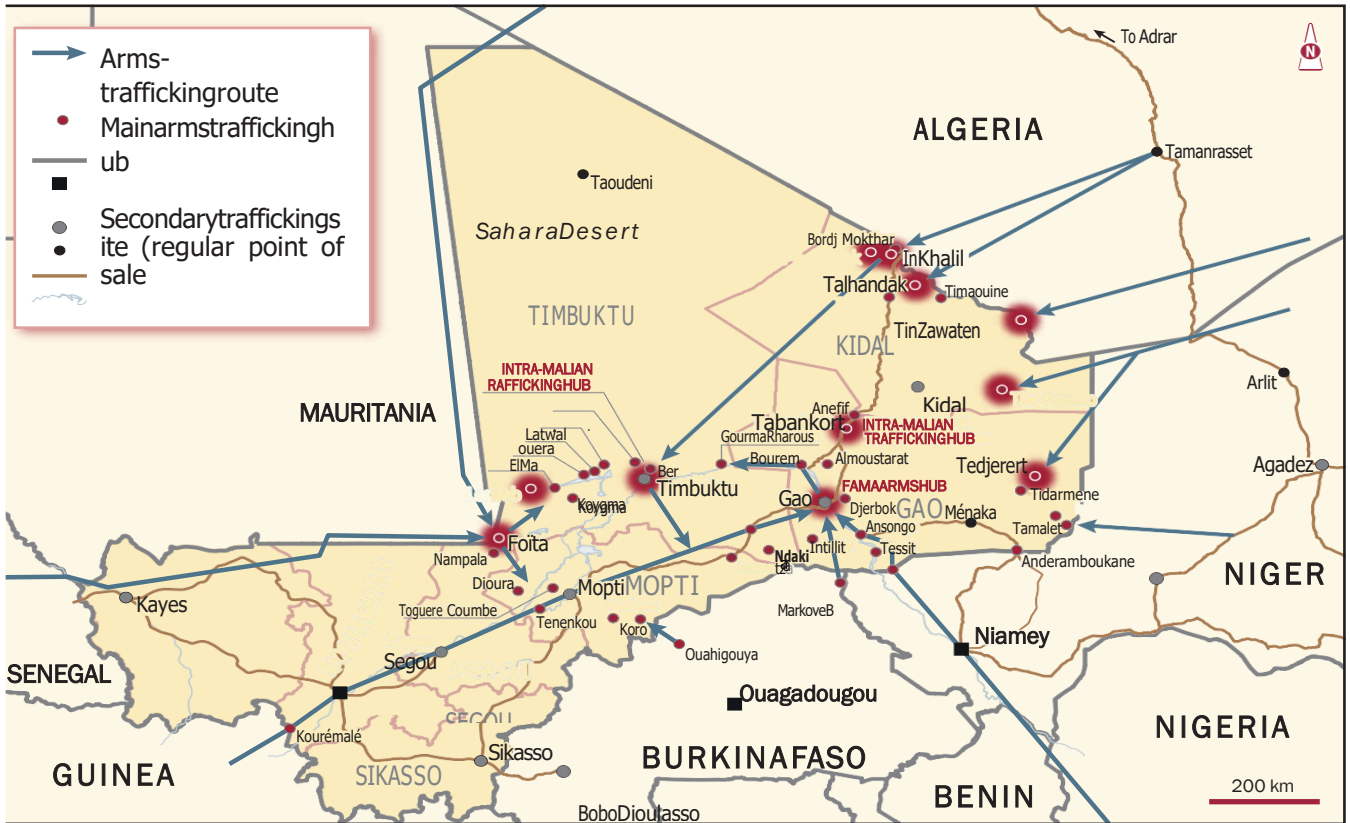 Arms-
traffickingroute
Mainarmstraffickingh
ub
Secondarytraffickings
ite (regular point of
sale
To Adrar
N
ALGERIA
Tamanrasset
Taoudeni
SaharaDesert
Bordj Mokthar
InKhalil
Talhandak
Timaouine
TIMBUKTU
TinZawaten
KIDAL
INTRA-MALIAN
RAFFICKINGHUB
Arlit
MAURITANIA
Kidal
Anefif
Tabankort
INTRA-MALIAN
TRAFFICKINGHUB
Latwal
ouera
GourmaRharous
ElMa
Ber
Bourem
Almoustarat
Tedjerert
Agadez
Timbuktu
FAMAARMSHUB
Koygma
Koygma
Gao
Djerbok
GAO
Tidarmene
Ménaka
Tamalet
Foïta
Ansongo
Nampala
Intillit
Tessit
Ndaki
tza
Anderamboukane
NIGER
Dioura
Mopti
MOPTI
Kayes
Toguere Coumbe
MarkoveB
Tenenkou
Koro
Niamey
Ouahigouya
Segou
SENEGAL
Ouagadougou
SEGOU
Kourémalé
NIGERIA
Sikasso
BURKINAFASO
GUINEA
SIKASSO
200 km
BENIN
BoboDioulasso